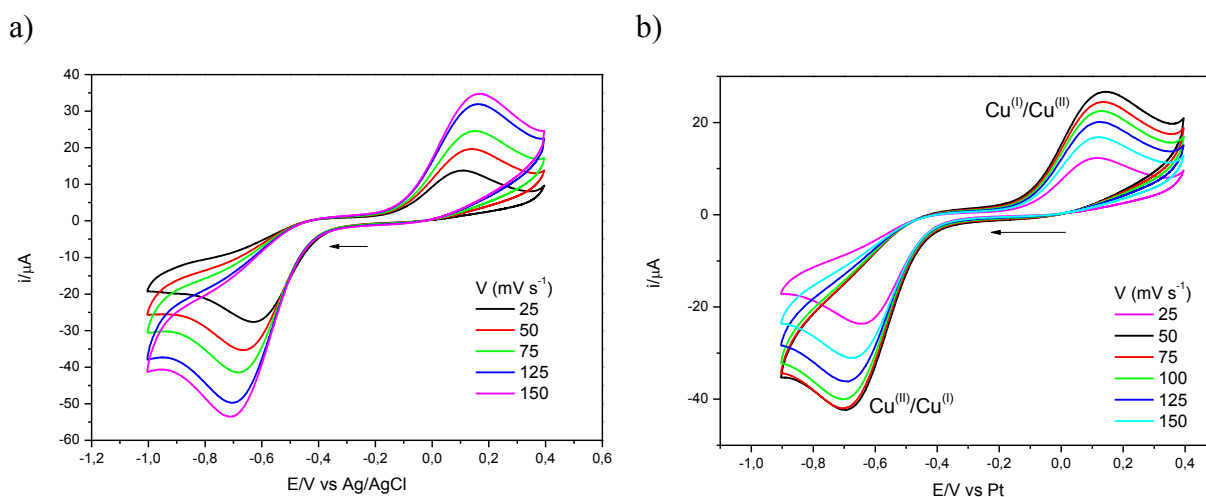 a)
40
30
20
10
0
-10
-20
-30
-40
-50
-60
i/µA
-1,2 -1,0 -0,8 -0,6 -0,4 -0,2 0,0 0,2 0,4 0,6
E/V vs Ag/AgCl
V (mV s⁻¹)
25
50
75
125
150
b)
20
0
-20
-40
i/µA
-1,0 -0,8 -0,6 -0,4 -0,2 0,0 0,2 0,4
E/V vs Pt
Cu⁽ᴵ⁾/Cu⁽ᴵᴵ⁾
Cu⁽ᴵᴵ⁾/Cu⁽ᴵ⁾
V (mV s⁻¹)
25
50
75
100
125
150